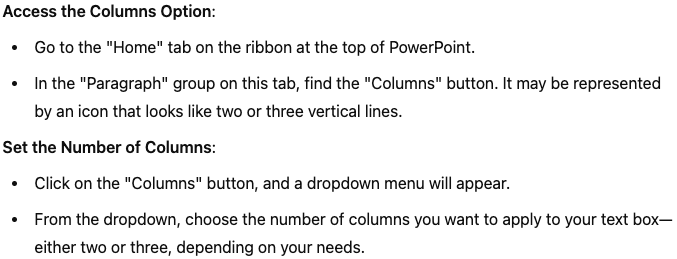 Access the Columns Option:
• Go to the "Home" tab on the ribbon at the top of PowerPoint.
• In the "Paragraph" group on this tab, find the "Columns" button. It may be represented
by an icon that looks like two or three vertical lines.
Set the Number of Columns:
• Click on the "Columns" button, and a dropdown menu will appear.
• From the dropdown, choose the number of columns you want to apply to your text box—
either two or three, depending on your needs.